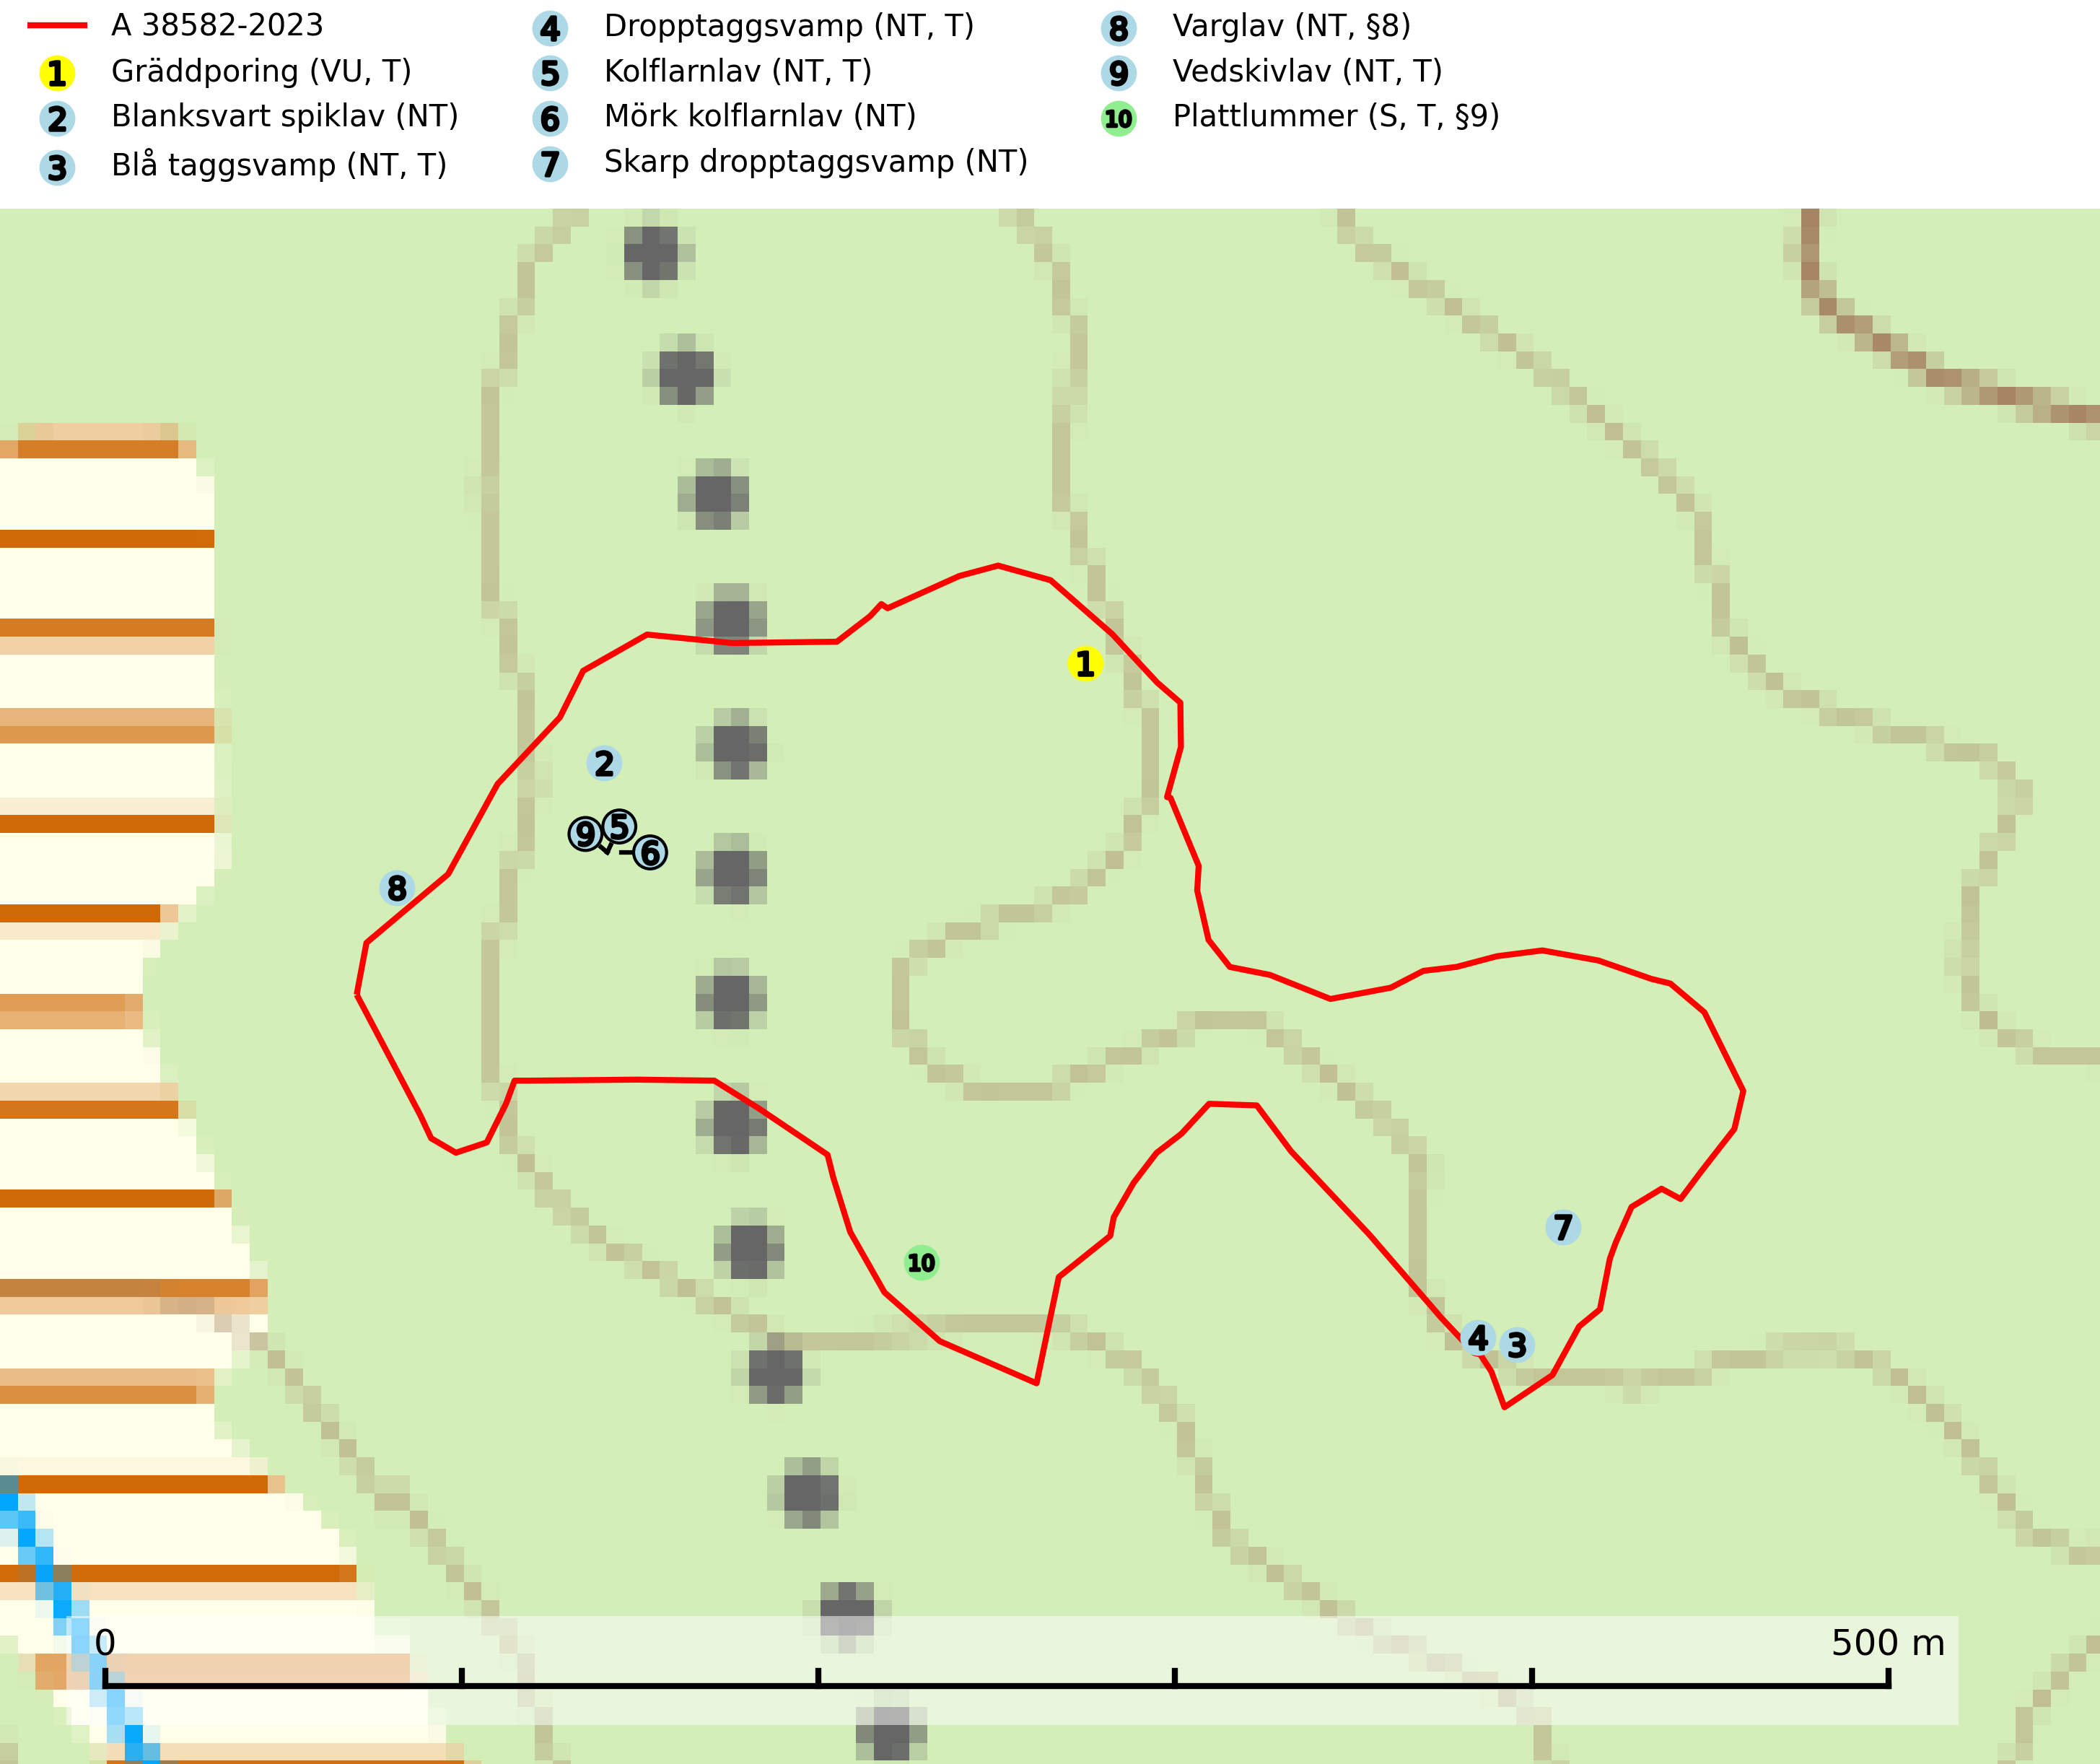 A 38582-2023
1 Gräddporing (VU, T)
2 Blanksvart spiklav (NT)
3 Blå taggsvamp (NT, T)
4 Dropptaggsvamp (NT, T)
5 Kolflarnlav (NT, T)
6 Mörk kolflarnlav (NT)
7 Skarp dropptaggsvamp (NT)
8 Varglav (NT, §8)
9 Vedskivlav (NT, T)
10 Plattlummer (S, T, §9)
1
2
5
9
6
8
7
10
4
3
0
500 m